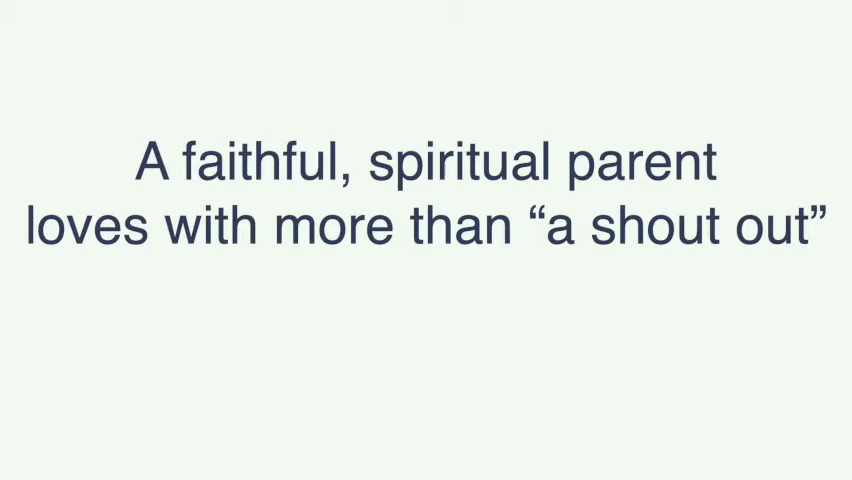 A faithful, spiritual parent
loves with more than “a shout out”